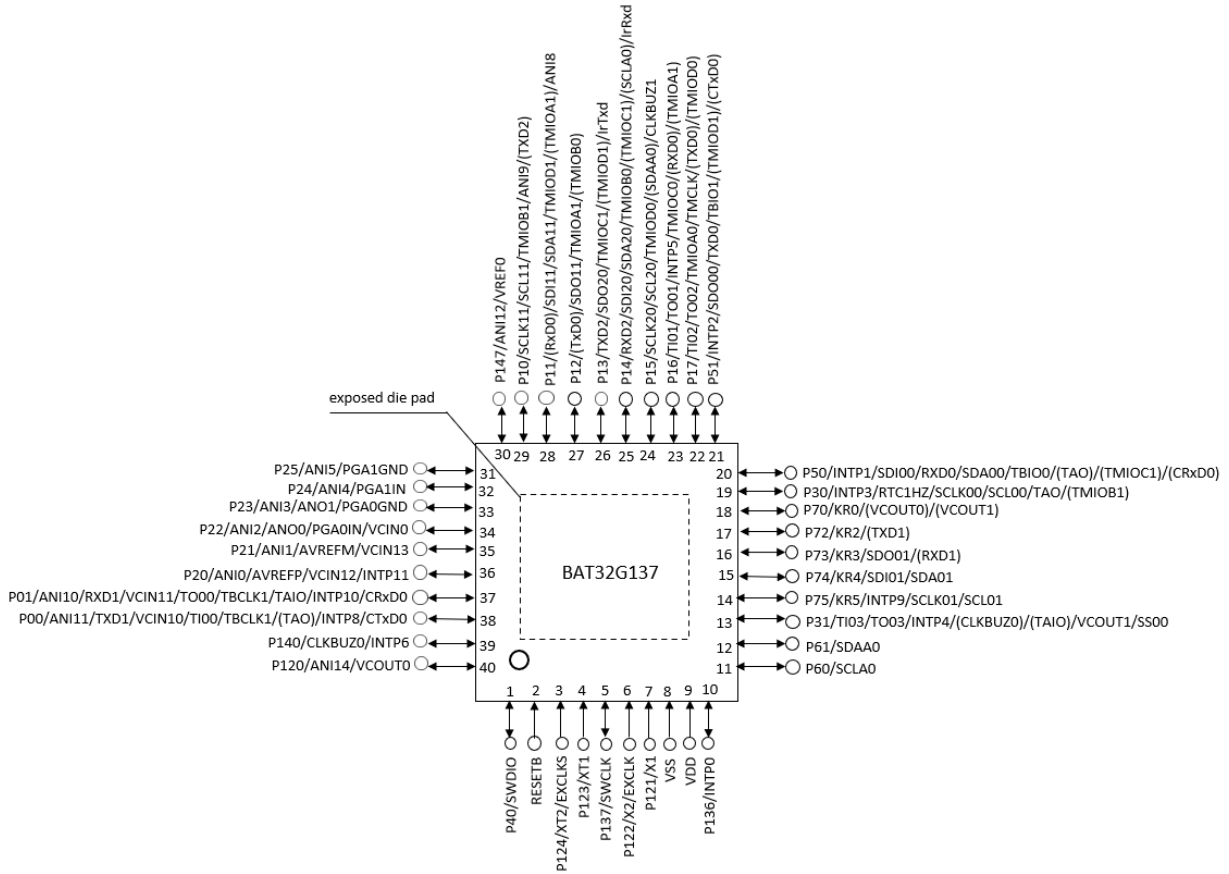 P147/ANI12/VREF0
P10/SCLK11/SCL11/TMIOB1/ANI9/(TXD2)
P11/(RxD0)/SDI11/SDA11/TMIOD1/(TMIOA1)/ANI8
P12/(TxD0)/SDO11/TMIOA1/(TMIOB0)
P13/TXD2/SDO20/TMIOC1/(TMIOD1)/IrTxd
P14/RXD2/SDI20/SDA20/TMIOB0/(TMIOC1)/(SCLA0)/IrRxd
P15/SCLK20/SCL20/TMIOD0/(SDAA0)/CLKBUZ1
P16/TI01/TO01/INTP5/TMIOC0/(RXD0)/(TMIOA1)
P17/TI02/TO02/TMIOA0/TMCLK/(TXD0)/(TMIOD0)
P51/INTP2/SDO00/TXD0/TBIO1/(TMIOD1)/(CTxD0)
exposed die pad
30 29 28 27 26 25 24 23 22 21
P25/ANI5/PGA1GND 31
P24/ANI4/PGA1IN 32
P23/ANI3/ANO1/PGA0GND 33
P22/ANI2/ANO0/PGA0IN/VCIN0 34
P21/ANI1/AVREFM/VCIN13 35
P20/ANI0/AVREFP/VCIN12/INTP11 36
P01/ANI10/RXD1/VCIN11/TO00/TBCLK1/TAIO/INTP10/CRxD0 37
P00/ANI11/TXD1/VCIN10/TI00/TBCLK1/(TAO)/INTP8/CTxD0 38
P140/CLKBUZ0/INTP6 39
P120/ANI14/VCOUT0 40
BAT32G137
20 P50/INTP1/SDI00/RXD0/SDA00/TBIO0/(TAO)/(TMIOC1)/(CRxD0)
19 P30/INTP3/RTC1HZ/SCLK00/SCL00/TAO/(TMIOB1)
18 P70/KR0/(VCOUT0)/(VCOUT1)
17 P72/KR2/(TXD1)
16 P73/KR3/SDO01/(RXD1)
15 P74/KR4/SDI01/SDA01
14 P75/KR5/INTP9/SCLK01/SCL01
13 P31/TI03/TO03/INTP4/(CLKBUZ0)/(TAIO)/VCOUT1/SS00
12 P61/SDAA0
11 P60/SCLA0
1 2 3 4 5 6 7 8 9 10
P40/SWDIO
RESETB
P124/XT2/EXCLKS
P123/XT1
P137/SWCLK
P122/X2/EXCLK
P121/X1
VSS
VDD
P136/INTP0